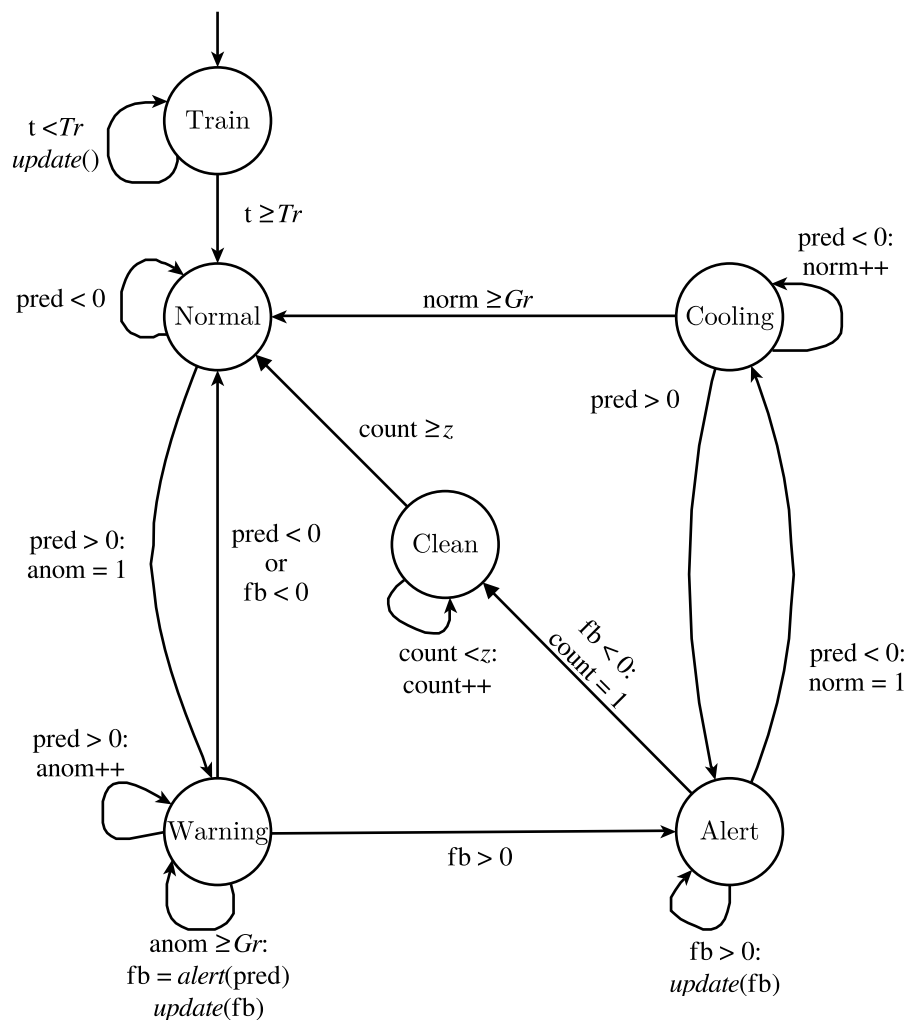 Train
t <Tr
update()
t ≥Tr
pred < 0:
norm++
pred < 0
Normal
norm ≥Gr
Cooling
pred > 0
count ≥z
pred > 0:
anom = 1
pred < 0
or
fb < 0
Clean
fb < 0:
count = 1
count <z:
count++
pred < 0:
norm = 1
pred > 0:
anom++
Warning
fb > 0
Alert
anom ≥Gr:
fb = alert(pred)
update(fb)
fb > 0:
update(fb)